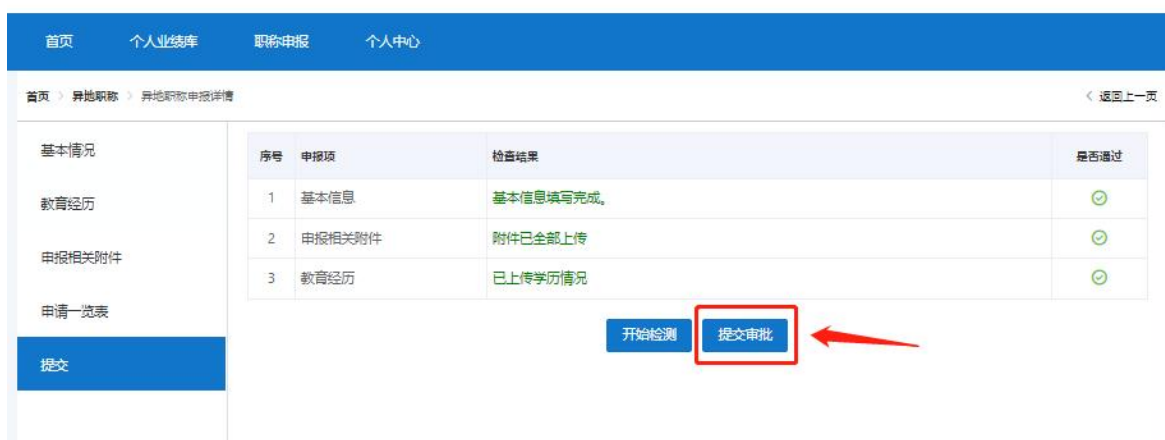 首页 个人业绩库 职称申报 个人中心
首页 > 异地职称 > 异地职称申报详情 < 返回上一页
基本情况
教育经历
申报相关附件
申请一览表
提交
序号 申报项 检查结果 是否通过
1 基本信息 基本信息填写完成。
2 申报相关附件 附件已全部上传
3 教育经历 已上传学历情况
开始检测 提交审批